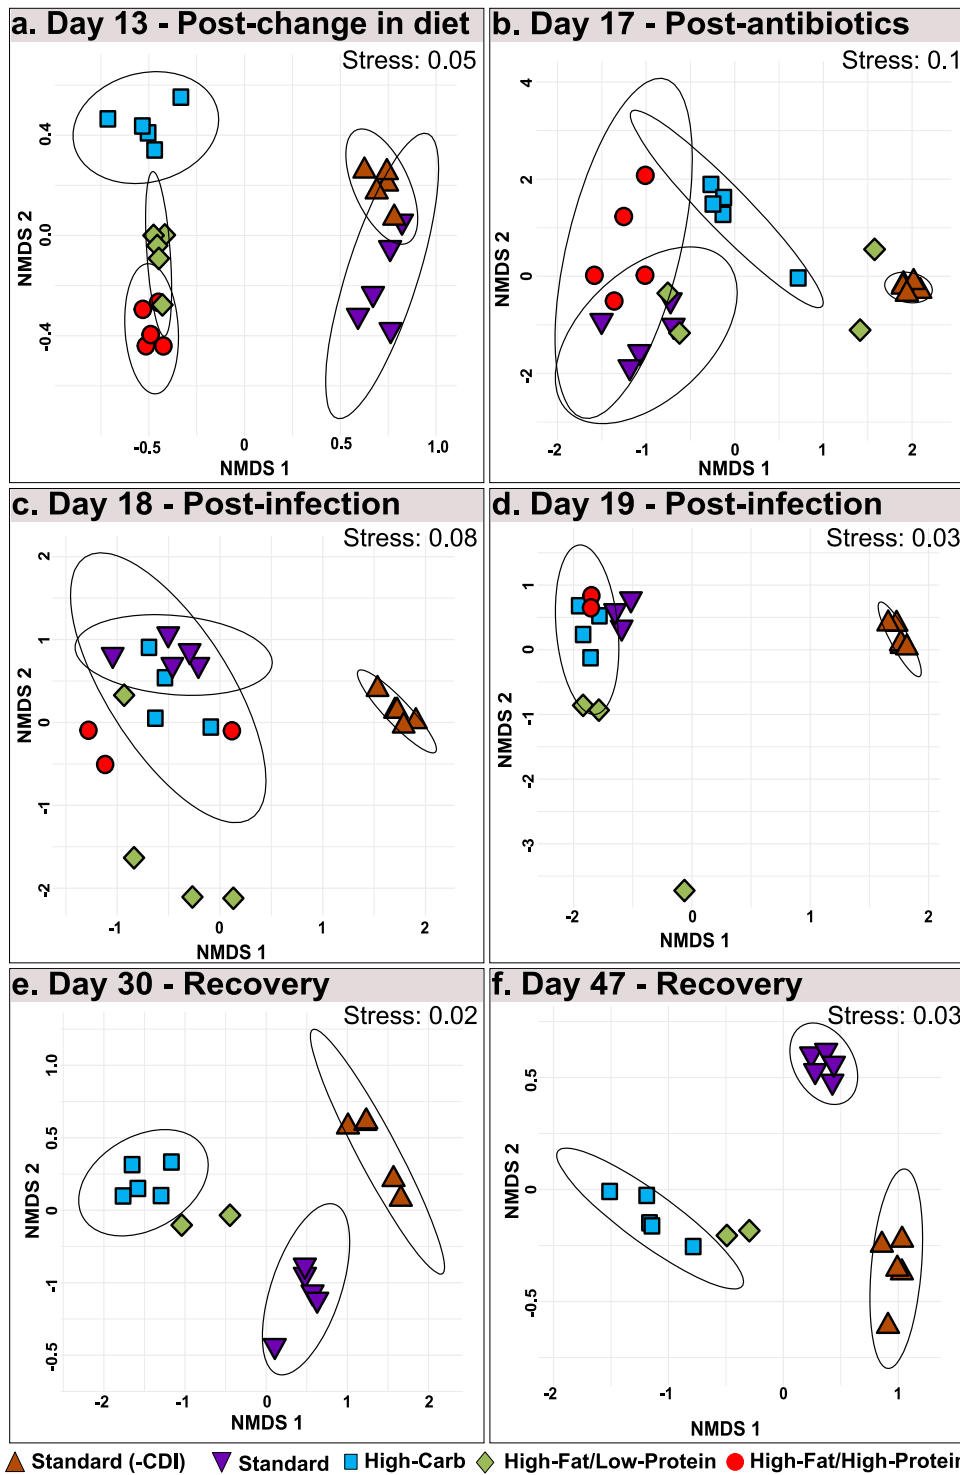 a. Day 13 - Post-change in diet
Stress: 0.05
0.4
0.0
-0.4
NMDS 2
-0.5
0
0.5
1.0
NMDS 1
b. Day 17 - Post-antibiotics
Stress: 0.1
4
2
0
-2
NMDS 2
-2
-1
0
1
2
NMDS 1
c. Day 18 - Post-infection
Stress: 0.08
2
1
0
-1
-2
NMDS 2
-1
0
1
2
NMDS 1
d. Day 19 - Post-infection
Stress: 0.03
1
0
-1
-2
-3
NMDS 2
-2
0
1
2
NMDS 1
e. Day 30 - Recovery
Stress: 0.02
1.0
0.5
0
-1
-0.5
NMDS 2
-2
-1
0
1
2
NMDS 1
f. Day 47 - Recovery
Stress: 0.03
0.5
0
-0.5
NMDS 2
-2
-1
0
1
NMDS 1
Standard (-CDI) Standard High-Carb High-Fat/Low-Protein High-Fat/High-Protein